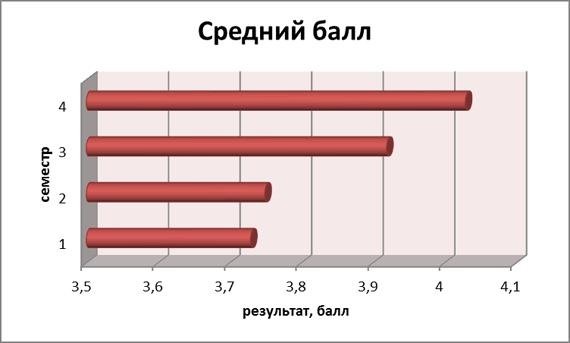 Средний балл
4
3
2
1
семестр
3,5 3,6 3,7 3,8 3,9 4 4,1
результат, балл